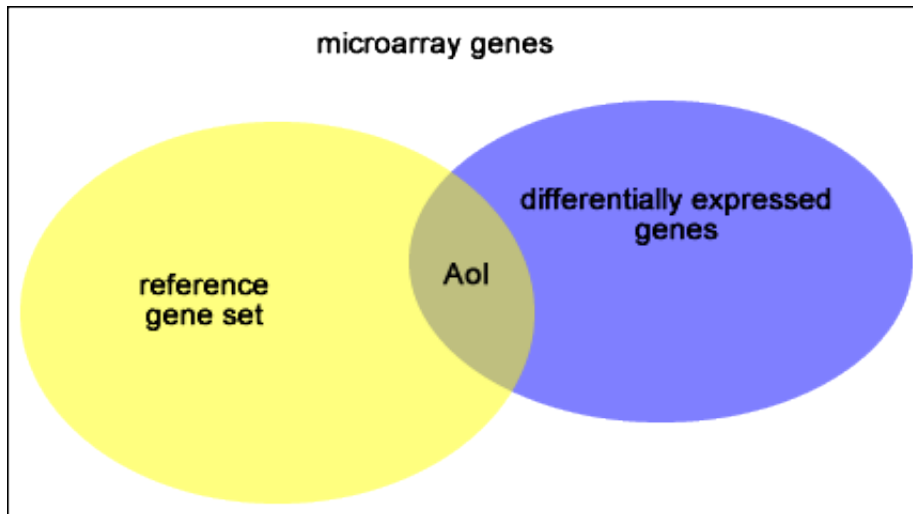 microarray genes
differentially expressed
genes
AoI
reference
gene set